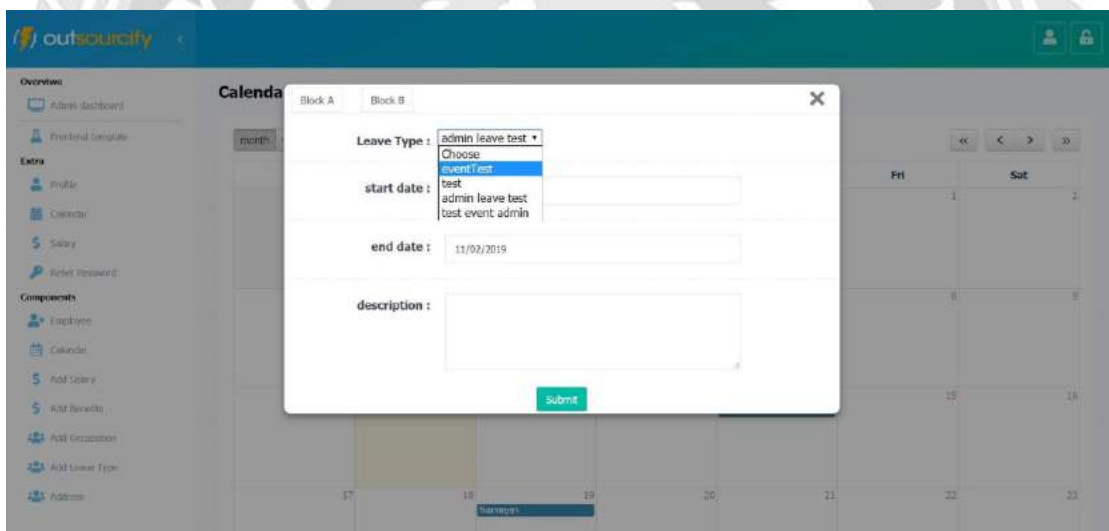 outsourcify
Overview
Admin dashboard
Frontend template
Extra
Profile
Calendar
Salary
Reset Password
Components
Employee
Calendar
Add Salary
Add Benefits
Add Occupation
Add Leave Type
Address
Calenda
month
Block A Block B
Leave Type : admin leave test
Choose
eventTest
test
admin leave test
test event admin
start date :
end date : 11/02/2019
description :
Submit
Fri Sat
1 2
8 9
15 16
17 18 19 20 21 22 23